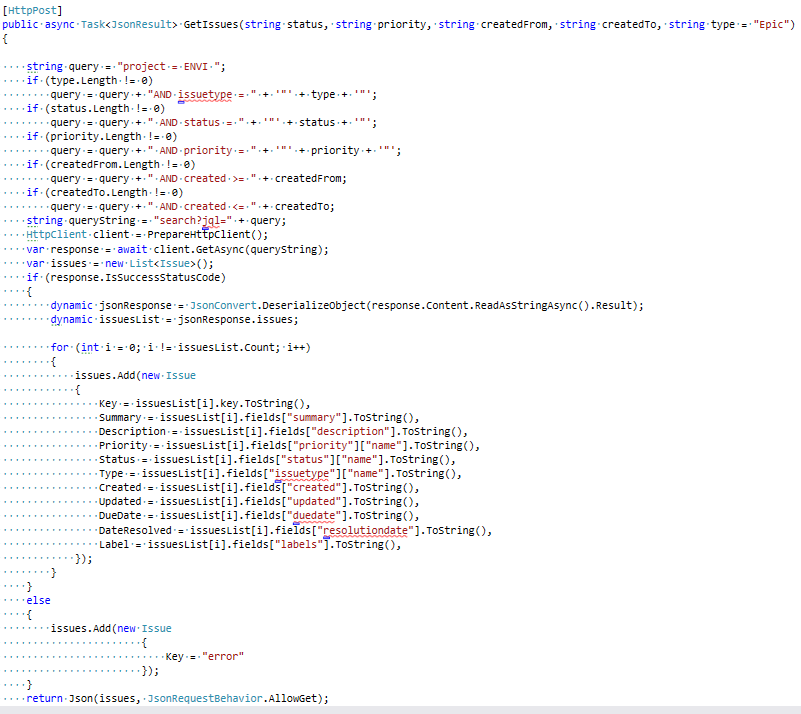 [HttpPost]
public async Task<JsonResult> GetIssues(string status, string priority, string createdFrom, string createdTo, string type = "Epic")
{
string query = "project = ENVI ";
if (type.Length != 0)
query = query + "AND issuetype = " + '"' + type + '"';
if (status.Length != 0)
query = query + " AND status = " + '"' + status + '"';
if (priority.Length != 0)
query = query + " AND priority = " + '"' + priority + '"';
if (createdFrom.Length != 0)
query = query + " AND created >= " + createdFrom;
if (createdTo.Length != 0)
query = query + " AND created <= " + createdTo;
string queryString = "search?jql=" + query;
HttpClient client = PrepareHttpClient();
var response = await client.GetAsync(queryString);
var issues = new List<Issue>();
if (response.IsSuccessStatusCode)
{
dynamic jsonResponse = JsonConvert.DeserializeObject(response.Content.ReadAsStringAsync().Result);
dynamic issuesList = jsonResponse.issues;
for (int i = 0; i != issuesList.Count; i++)
{
issues.Add(new Issue
{
Key = issuesList[i].key.ToString(),
Summary = issuesList[i].fields["summary"].ToString(),
Description = issuesList[i].fields["description"].ToString(),
Priority = issuesList[i].fields["priority"]["name"].ToString(),
Status = issuesList[i].fields["status"]["name"].ToString(),
Type = issuesList[i].fields["issuetype"]["name"].ToString(),
Created = issuesList[i].fields["created"].ToString(),
Updated = issuesList[i].fields["updated"].ToString(),
DueDate = issuesList[i].fields["duedate"].ToString(),
DateResolved = issuesList[i].fields["resolutiondate"].ToString(),
Label = issuesList[i].fields["labels"].ToString(),
});
}
}
else
{
issues.Add(new Issue
{
Key = "error"
});
}
return Json(issues, JsonRequestBehavior.AllowGet);